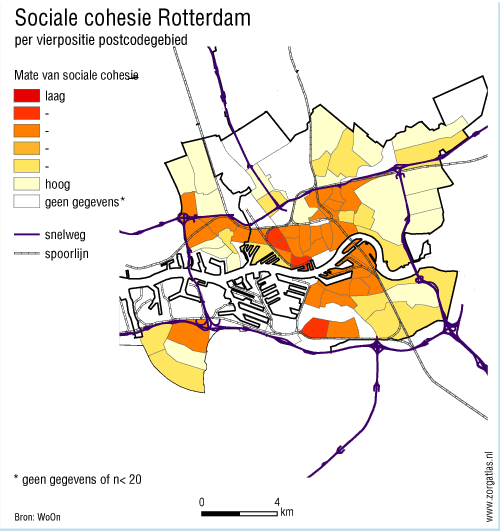 Sociale cohesie Rotterdam
per vierpositie postcodegebied
Mate van sociale cohesie
laag
-
-
-
-
hoog
geen gegevens*
snelweg
spoorlijn
* geen gegevens of n< 20
Bron: WoOn
0 4
km
www.zorgatlas.nl